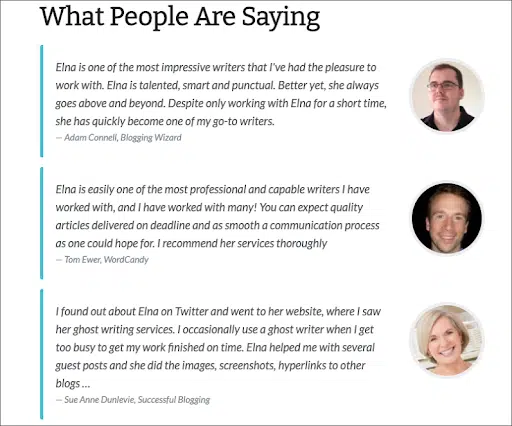 What People Are Saying
Elna is one of the most impressive writers that I've had the pleasure to
work with. Elna is talented, smart and punctual. Better yet, she always
goes above and beyond. Despite only working with Elna for a short time,
she has quickly become one of my go-to writers.
— Adam Connell, Blogging Wizard
Elna is easily one of the most professional and capable writers I have
worked with, and I have worked with many! You can expect quality
articles delivered on deadline and as smooth a communication process
as one could hope for. I recommend her services thoroughly
— Tom Ewer, WordCandy
I found out about Elna on Twitter and went to her website, where I saw
her ghost writing services. I occasionally use a ghost writer when I get
too busy to get my work finished on time. Elna helped me with several
guest posts and she did the images, screenshots, hyperlinks to other
blogs ...
— Sue Anne Dunlevie, Successful Blogging